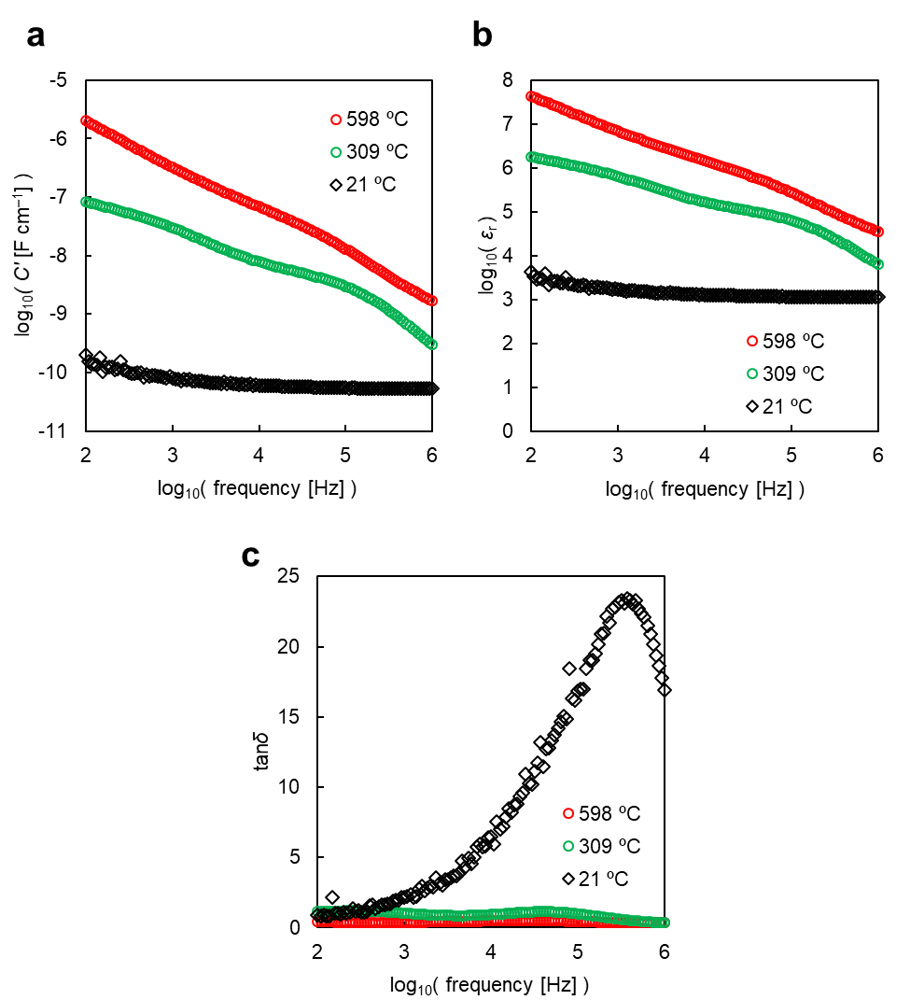 a
log₁₀( C′ [F cm⁻¹] )
-5
-6
-7
-8
-9
-10
-11
598 ºC
309 ºC
21 ºC
2 3 4 5 6
log₁₀( frequency [Hz] )
b
log₁₀( εᵣ )
8
7
6
5
4
3
2
1
0
598 ºC
309 ºC
21 ºC
2 3 4 5 6
log₁₀( frequency [Hz] )
c
tanδ
25
20
15
10
5
0
598 ºC
309 ºC
21 ºC
2 3 4 5 6
log₁₀( frequency [Hz] )